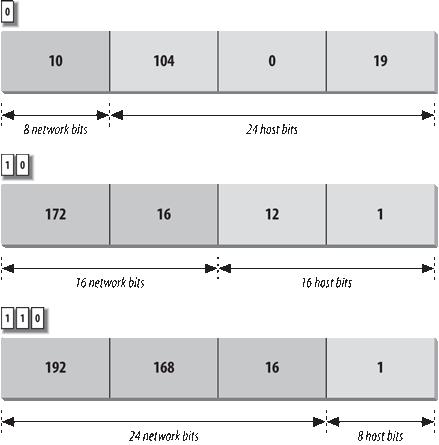 0
10 104 0 19
8 network bits 24 host bits
1 0
172 16 12 1
16 network bits 16 host bits
1 1 0
192 168 16 1
24 network bits 8 host bits